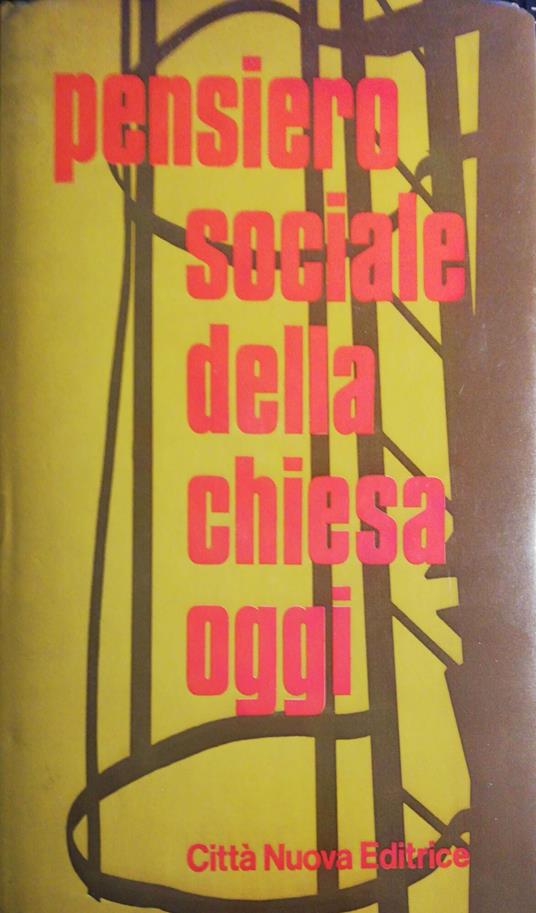 pensiero
sociale
della
chiesa
oggi
Città Nuova Editrice